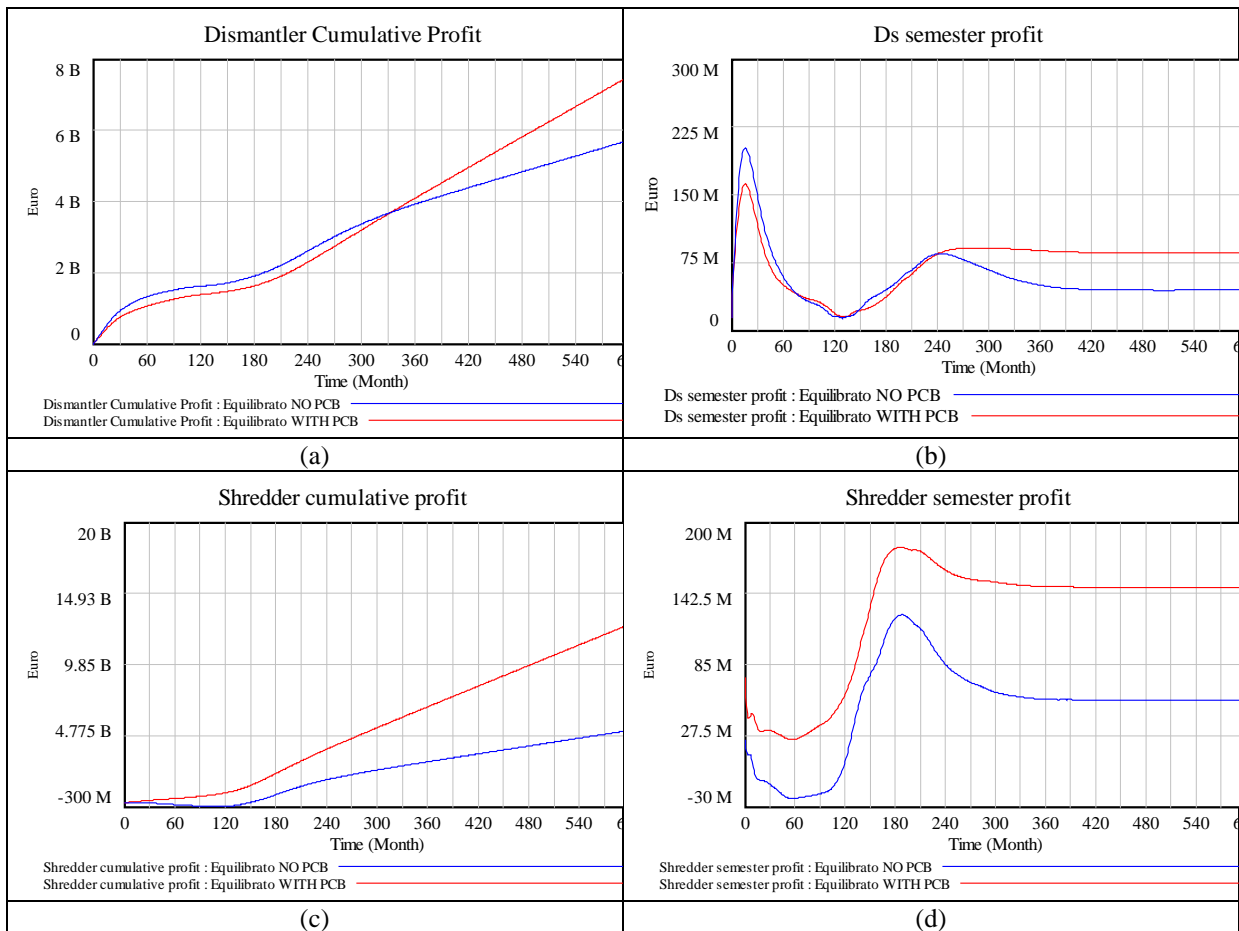 Dismantler Cumulative Profit
8 B
6 B
4 B
2 B
0
Euro
0 60 120 180 240 300 360 420 480 540 6
Time (Month)
Dismantler Cumulative Profit : Equilibrato NO PCB
Dismantler Cumulative Profit : Equilibrato WITH PCB
(a)
Ds semester profit
300 M
225 M
150 M
75 M
0
Euro
0 60 120 180 240 300 360 420 480 540 6
Time (Month)
Ds semester profit : Equilibrato NO PCB
Ds semester profit : Equilibrato WITH PCB
(b)
Shredder cumulative profit
20 B
14.93 B
9.85 B
4.775 B
-300 M
Euro
0 60 120 180 240 300 360 420 480 540 6
Time (Month)
Shredder cumulative profit : Equilibrato NO PCB
Shredder cumulative profit : Equilibrato WITH PCB
(c)
Shredder semester profit
200 M
142.5 M
85 M
27.5 M
-30 M
Euro
0 60 120 180 240 300 360 420 480 540 6
Time (Month)
Shredder semester profit : Equilibrato NO PCB
Shredder semester profit : Equilibrato WITH PCB
(d)